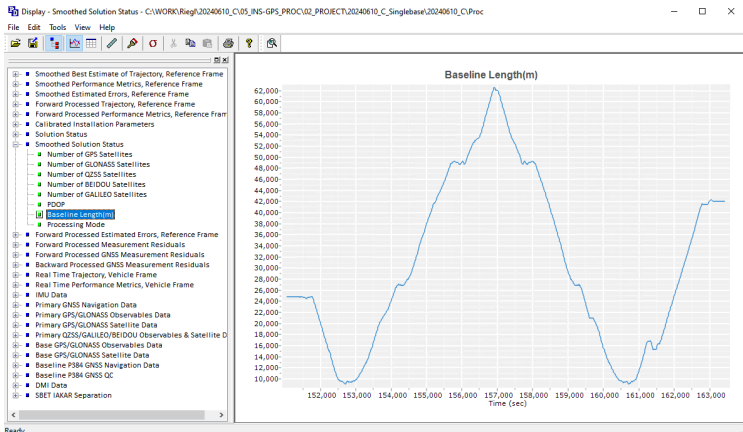 Display - Smoothed Solution Status - C:\WORK\Riegl\20240610_C\05_INS-GPS_PROC\02_PROJECT\20240610_C_Singlebase\20240610_C\Proc
File Edit Tools View Help
Smoothed Best Estimate of Trajectory, Reference Frame
Smoothed Performance Metrics, Reference Frame
Smoothed Estimated Errors, Reference Frame
Forward Processed Trajectory, Reference Frame
Forward Processed Performance Metrics, Reference Fram
Calibrated Installation Parameters
Solution Status
Smoothed Solution Status
Number of GPS Satellites
Number of GLONASS Satellites
Number of QZSS Satellites
Number of BEIDOU Satellites
Number of GALILEO Satellites
PDOP
Baseline Length(m)
Processing Mode
Forward Processed Estimated Errors, Reference Frame
Forward Processed Measurement Residuals
Forward Processed GNSS Measurement Residuals
Backward Processed GNSS Measurement Residuals
Real Time Trajectory, Vehicle Frame
Real Time Performance Metrics, Vehicle Frame
IMU Data
Primary GNSS Navigation Data
Primary GPS/GLONASS Observables Data
Primary GPS/GLONASS Satellite Data
Primary QZSS/GALILEO/BEIDOU Observables & Satellite D
Base GPS/GLONASS Observables Data
Base GPS/GLONASS Satellite Data
Baseline P384 GNSS Navigation Data
Baseline P384 GNSS QC
DMI Data
SBET IAKAR Separation
Baseline Length(m)
62,000
60,000
58,000
56,000
54,000
52,000
50,000
48,000
46,000
44,000
42,000
40,000
38,000
36,000
34,000
32,000
30,000
28,000
26,000
24,000
22,000
20,000
18,000
16,000
14,000
12,000
10,000
152,000 153,000 154,000 155,000 156,000 157,000 158,000 159,000 160,000 161,000 162,000 163,000
Time (sec)
Ready